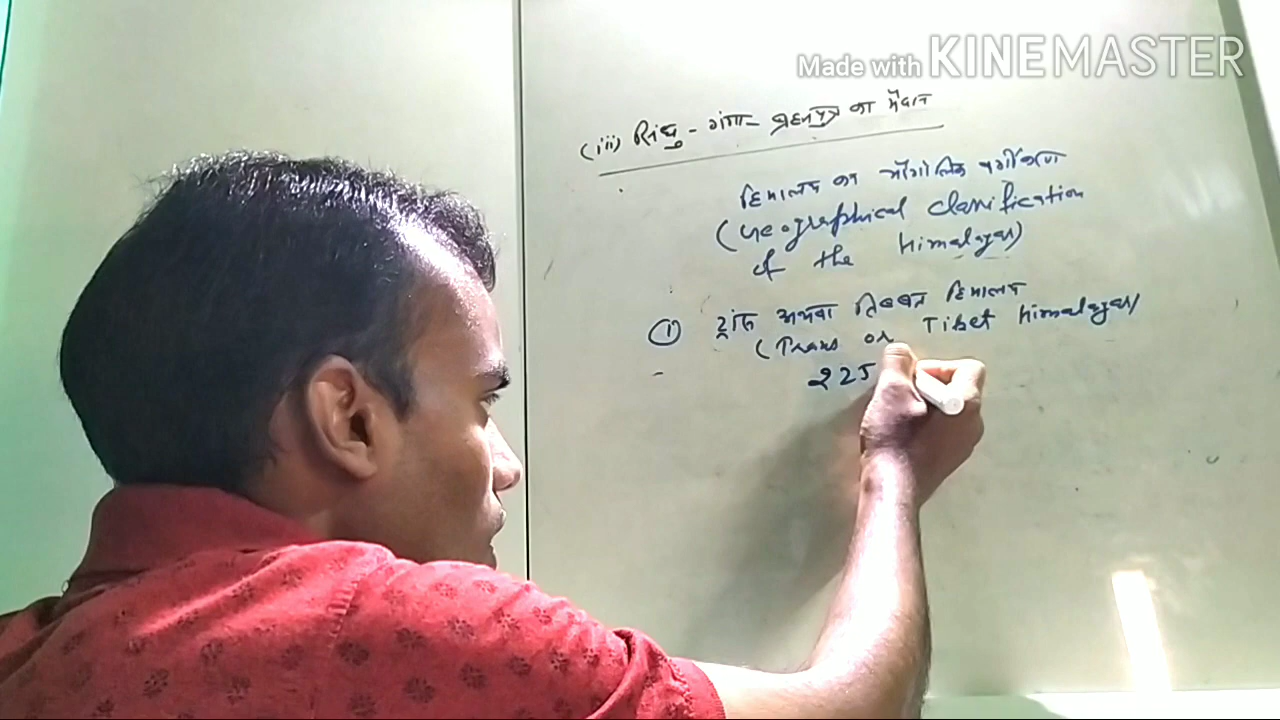 Made with KINEMASTER
(iii) सिंधु - गंगा - ब्रह्मपुत्र का मैदान
हिमालय का भौगोलिक वर्गीकरण
(Geographical classification
of the himalayas)
① ट्रांस अथवा तिब्बत हिमालय
(Trans or Tibet himalayas)
225